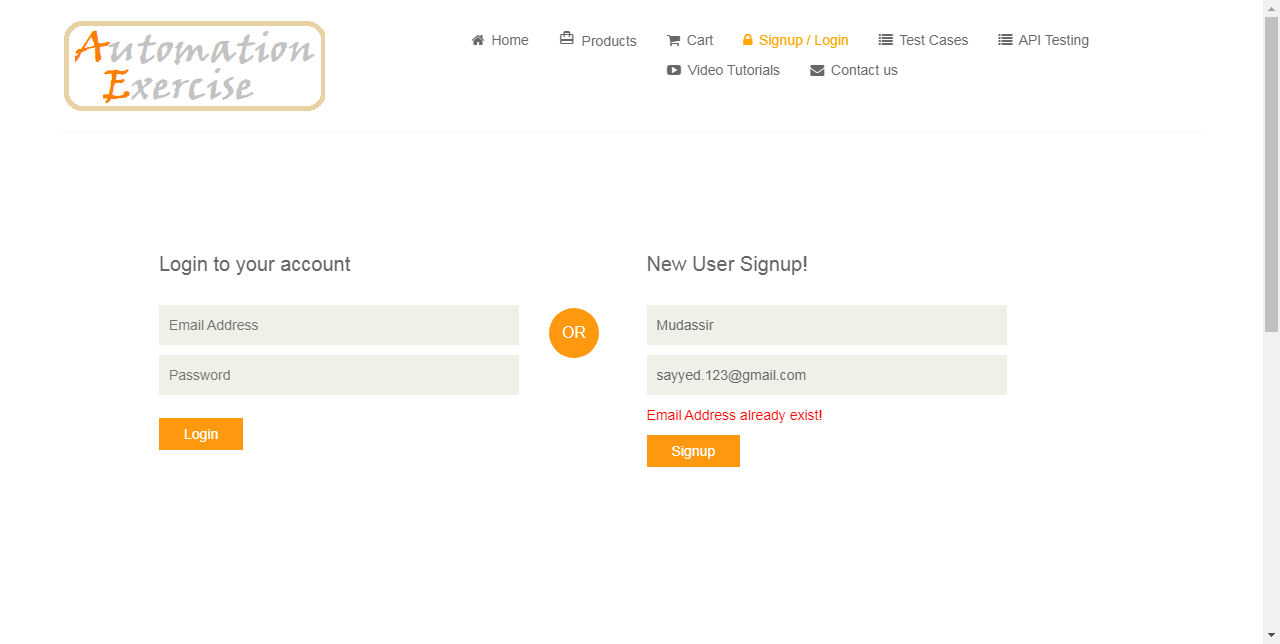 Automation
Exercise
Home Products Cart Signup / Login Test Cases API Testing
Video Tutorials Contact us
Login to your account
Email Address
Password
Login
OR
New User Signup!
Mudassir
sayyed.123@gmail.com
Email Address already exist!
Signup